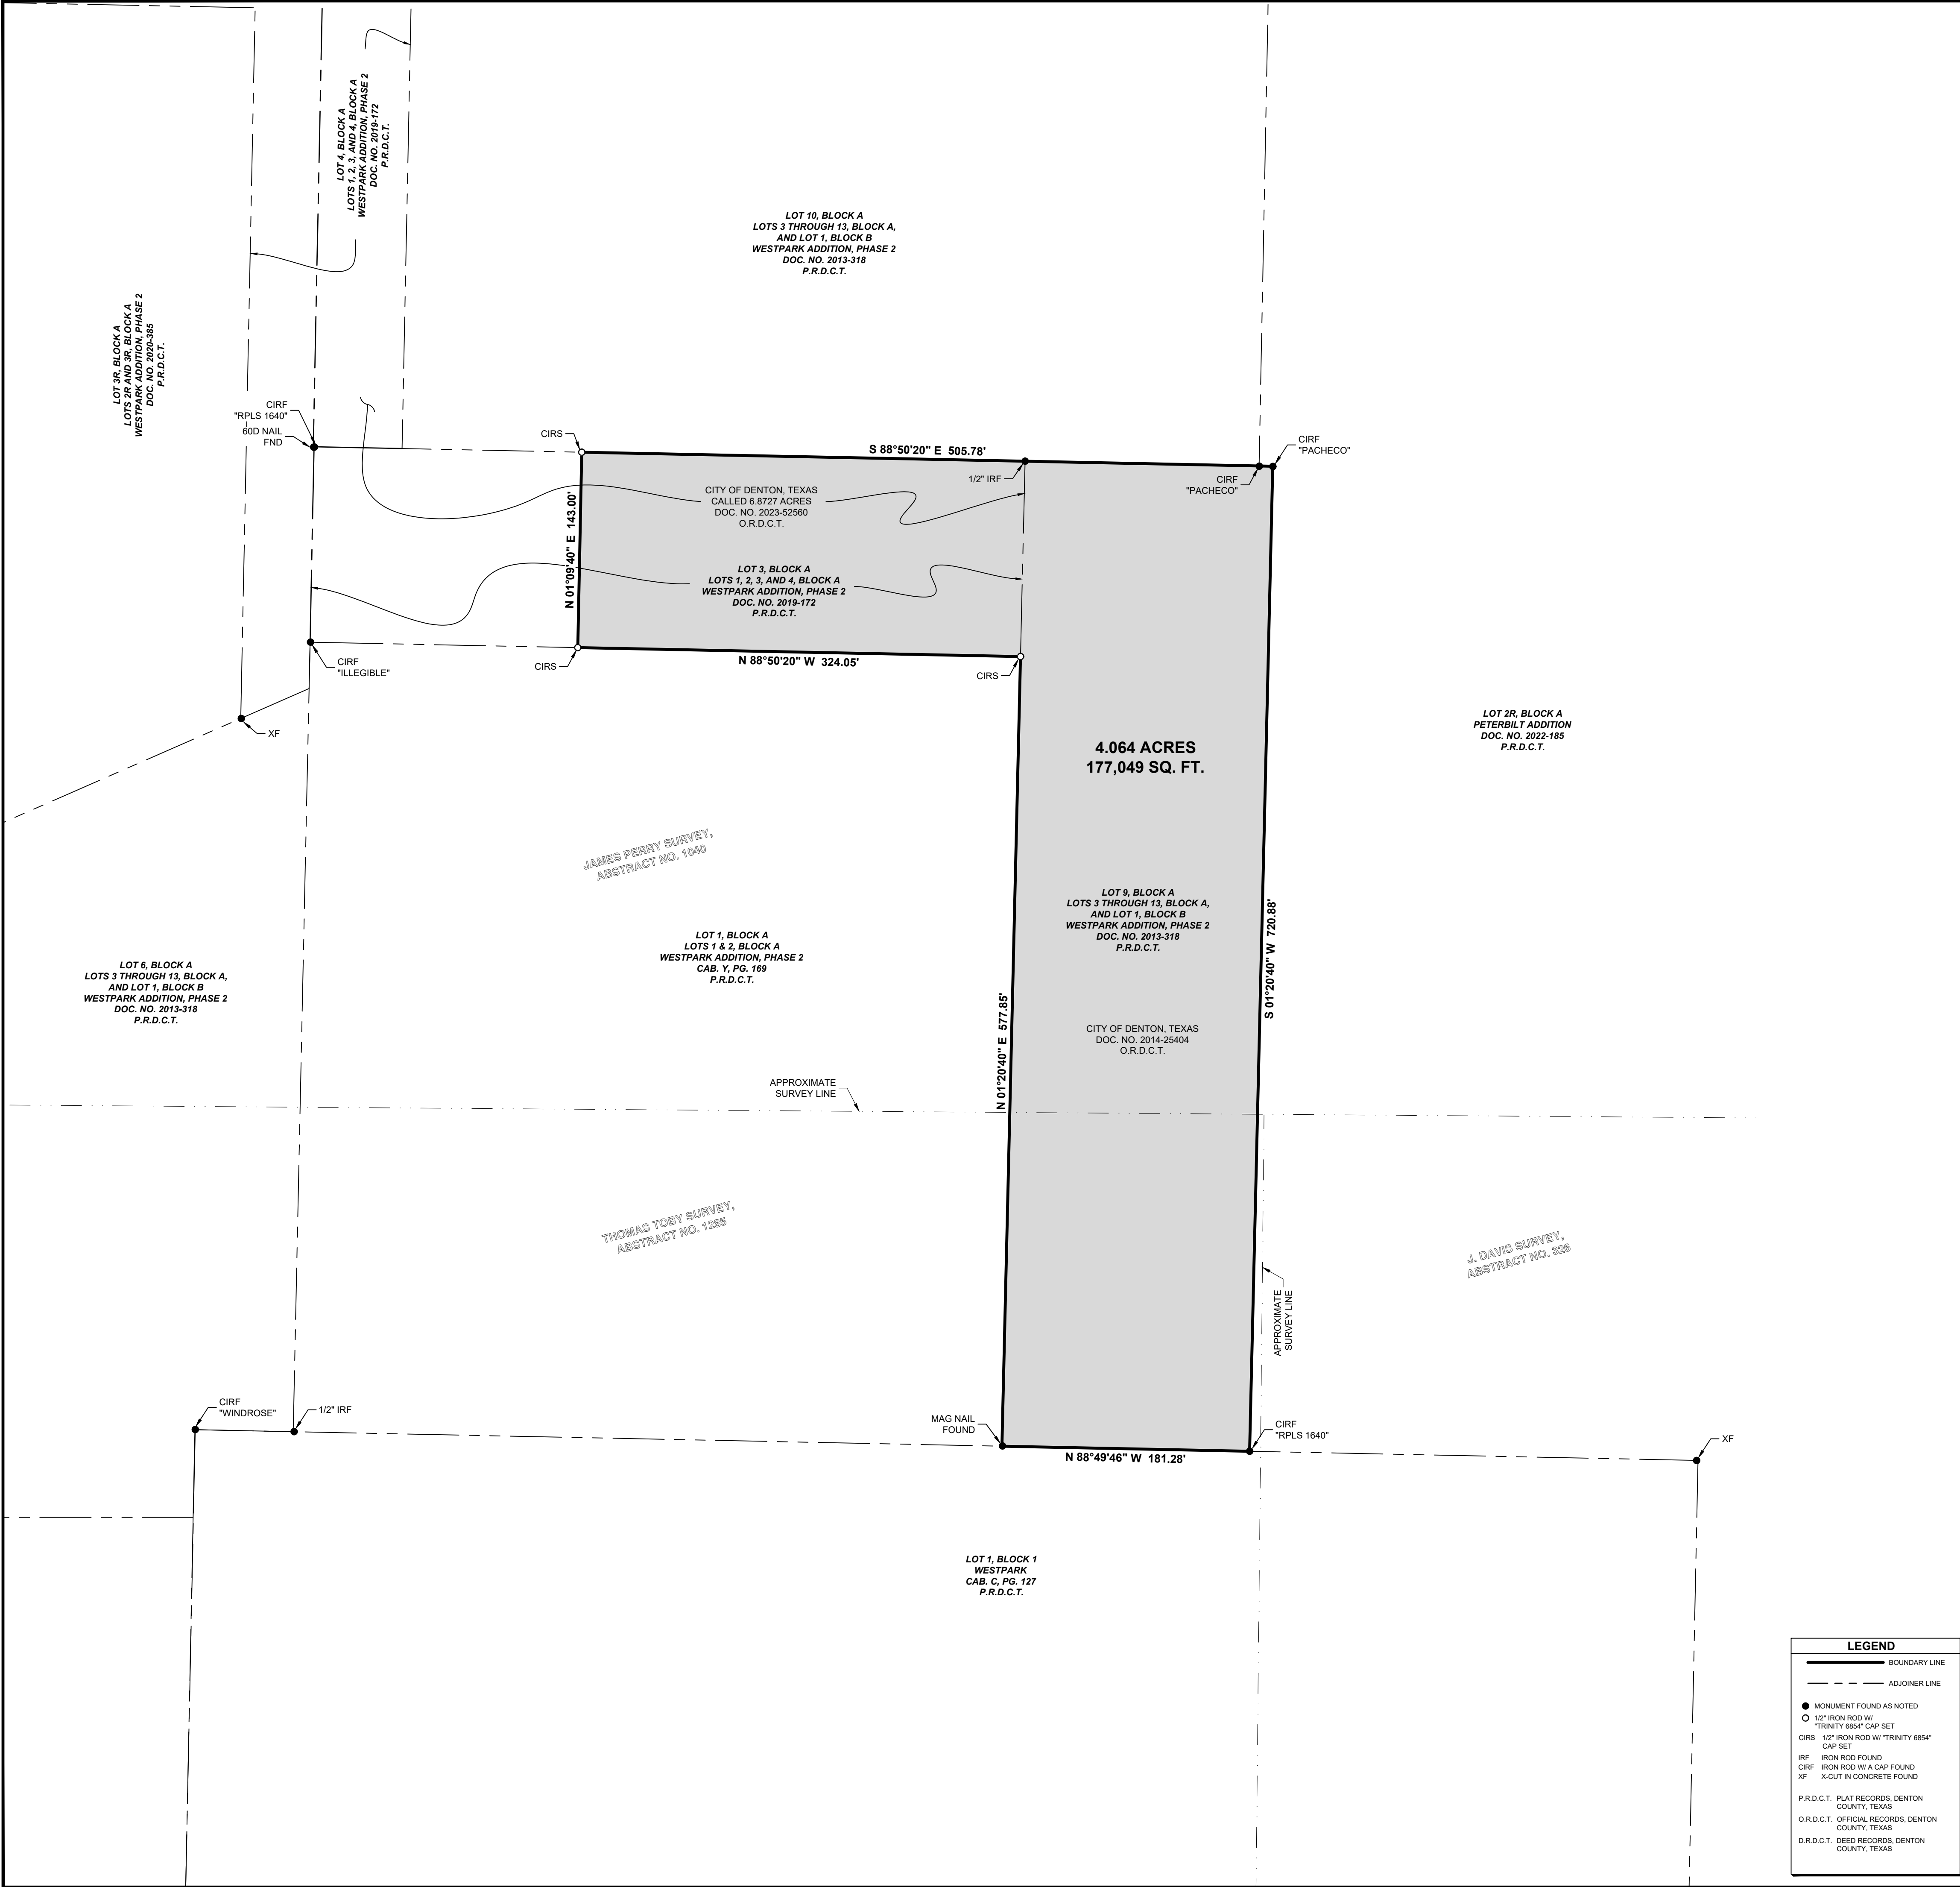 LOT 4, BLOCK A
LOTS 1, 2, 3, AND 4, BLOCK A
WESTPARK ADDITION, PHASE 2
DOC. NO. 2019-172
P.R.D.C.T.
LOT 10, BLOCK A
LOTS 3 THROUGH 13, BLOCK A,
AND LOT 1, BLOCK B
WESTPARK ADDITION, PHASE 2
DOC. NO. 2013-318
P.R.D.C.T.
LOT 3R, BLOCK A
LOTS 2R AND 3R, BLOCK A
WESTPARK ADDITION, PHASE 2
DOC. NO. 2020-385
P.R.D.C.T.
CIRF
"RPLS 1640"
60D NAIL
FND
CIRS
S 88°50'20" E 505.78'
1/2" IRF
CIRF
"PACHECO"
CIRF
"PACHECO"
CITY OF DENTON, TEXAS
CALLED 6.8727 ACRES
DOC. NO. 2023-52560
O.R.D.C.T.
N 01°09'40" E 143.00'
LOT 3, BLOCK A
LOTS 1, 2, 3, AND 4, BLOCK A
WESTPARK ADDITION, PHASE 2
DOC. NO. 2019-172
P.R.D.C.T.
CIRF
"ILLEGIBLE"
CIRS
N 88°50'20" W 324.05'
CIRS
XF
LOT 2R, BLOCK A
PETERBILT ADDITION
DOC. NO. 2022-185
P.R.D.C.T.
4.064 ACRES
177,049 SQ. FT.
JAMES PERRY SURVEY,
ABSTRACT NO. 1040
LOT 9, BLOCK A
LOTS 3 THROUGH 13, BLOCK A,
AND LOT 1, BLOCK B
WESTPARK ADDITION, PHASE 2
DOC. NO. 2013-318
P.R.D.C.T.
S 01°20'40" W 720.88'
LOT 1, BLOCK A
LOTS 1 & 2, BLOCK A
WESTPARK ADDITION, PHASE 2
CAB. Y, PG. 169
P.R.D.C.T.
LOT 6, BLOCK A
LOTS 3 THROUGH 13, BLOCK A,
AND LOT 1, BLOCK B
WESTPARK ADDITION, PHASE 2
DOC. NO. 2013-318
P.R.D.C.T.
N 01°20'40" E 577.85'
CITY OF DENTON, TEXAS
DOC. NO. 2014-25404
O.R.D.C.T.
APPROXIMATE
SURVEY LINE
THOMAS TOBY SURVEY,
ABSTRACT NO. 1285
J. DAVIS SURVEY,
ABSTRACT NO. 326
APPROXIMATE
SURVEY LINE
CIRF
"WINDROSE"
1/2" IRF
MAG NAIL
FOUND
CIRF
"RPLS 1640"
XF
N 88°49'46" W 181.28'
LOT 1, BLOCK 1
WESTPARK
CAB. C, PG. 127
P.R.D.C.T.
LEGEND
BOUNDARY LINE
ADJOINER LINE
MONUMENT FOUND AS NOTED
1/2" IRON ROD W/
"TRINITY 6854" CAP SET
CIRS 1/2" IRON ROD W/ "TRINITY 6854"
CAP SET
IRF IRON ROD FOUND
CIRF IRON ROD W/ A CAP FOUND
XF X-CUT IN CONCRETE FOUND
P.R.D.C.T. PLAT RECORDS, DENTON
COUNTY, TEXAS
O.R.D.C.T. OFFICIAL RECORDS, DENTON
COUNTY, TEXAS
D.R.D.C.T. DEED RECORDS, DENTON
COUNTY, TEXAS